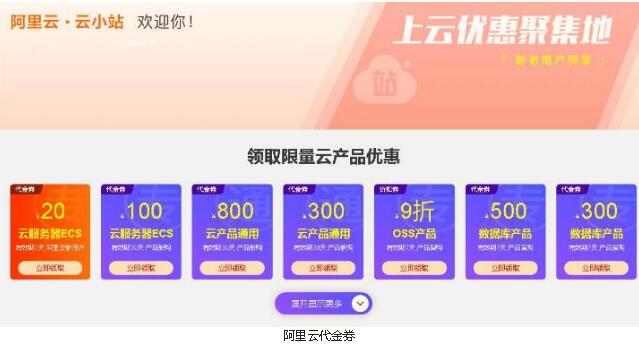 阿里云·云小站 欢迎你！
上云优惠聚集地
「 新老用户同享 」
站
领取限量云产品优惠
代金券 代金券 代金券 代金券 折扣券 代金券 代金券
20 100 800 300 9折 500 300
云服务器ECS 云服务器ECS 云产品通用 云产品通用 OSS产品 数据库产品 数据库产品
立即领取 立即领取 立即领取 立即领取 立即领取 立即领取 立即领取
展开显示更多
阿里云代金券